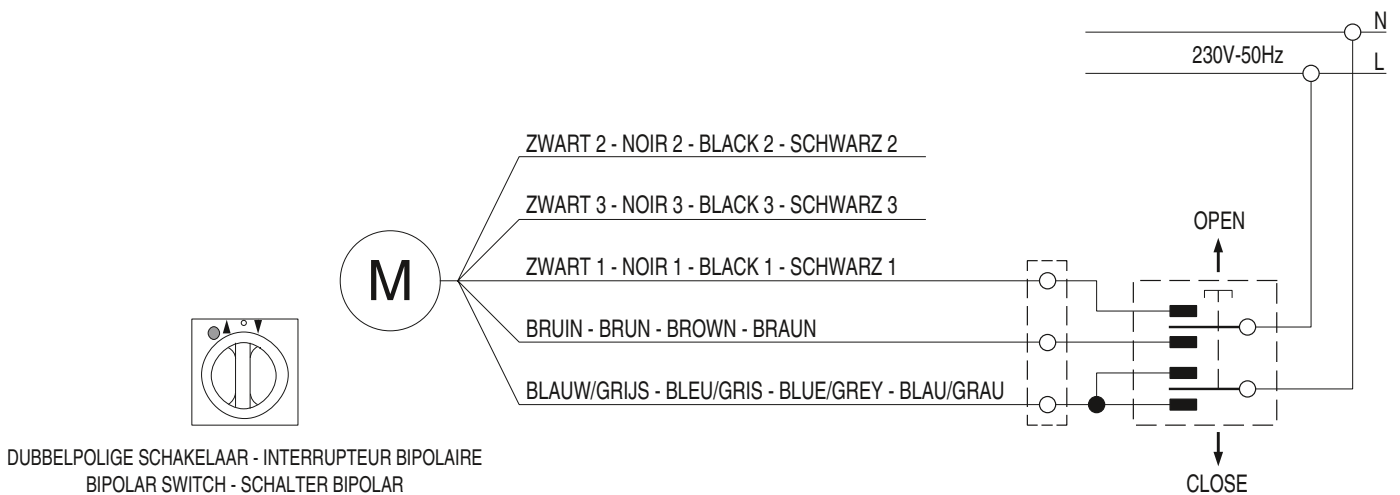 N
230V-50Hz
L
ZWART 2 - NOIR 2 - BLACK 2 - SCHWARZ 2
ZWART 3 - NOIR 3 - BLACK 3 - SCHWARZ 3
OPEN
ZWART 1 - NOIR 1 - BLACK 1 - SCHWARZ 1
M
BRUIN - BRUN - BROWN - BRAUN
BLAUW/GRIJS - BLEU/GRIS - BLUE/GREY - BLAU/GRAU
DUBBELPOLIGE SCHAKELAAR - INTERRUPTEUR BIPOLAIRE
BIPOLAR SWITCH - SCHALTER BIPOLAR
CLOSE